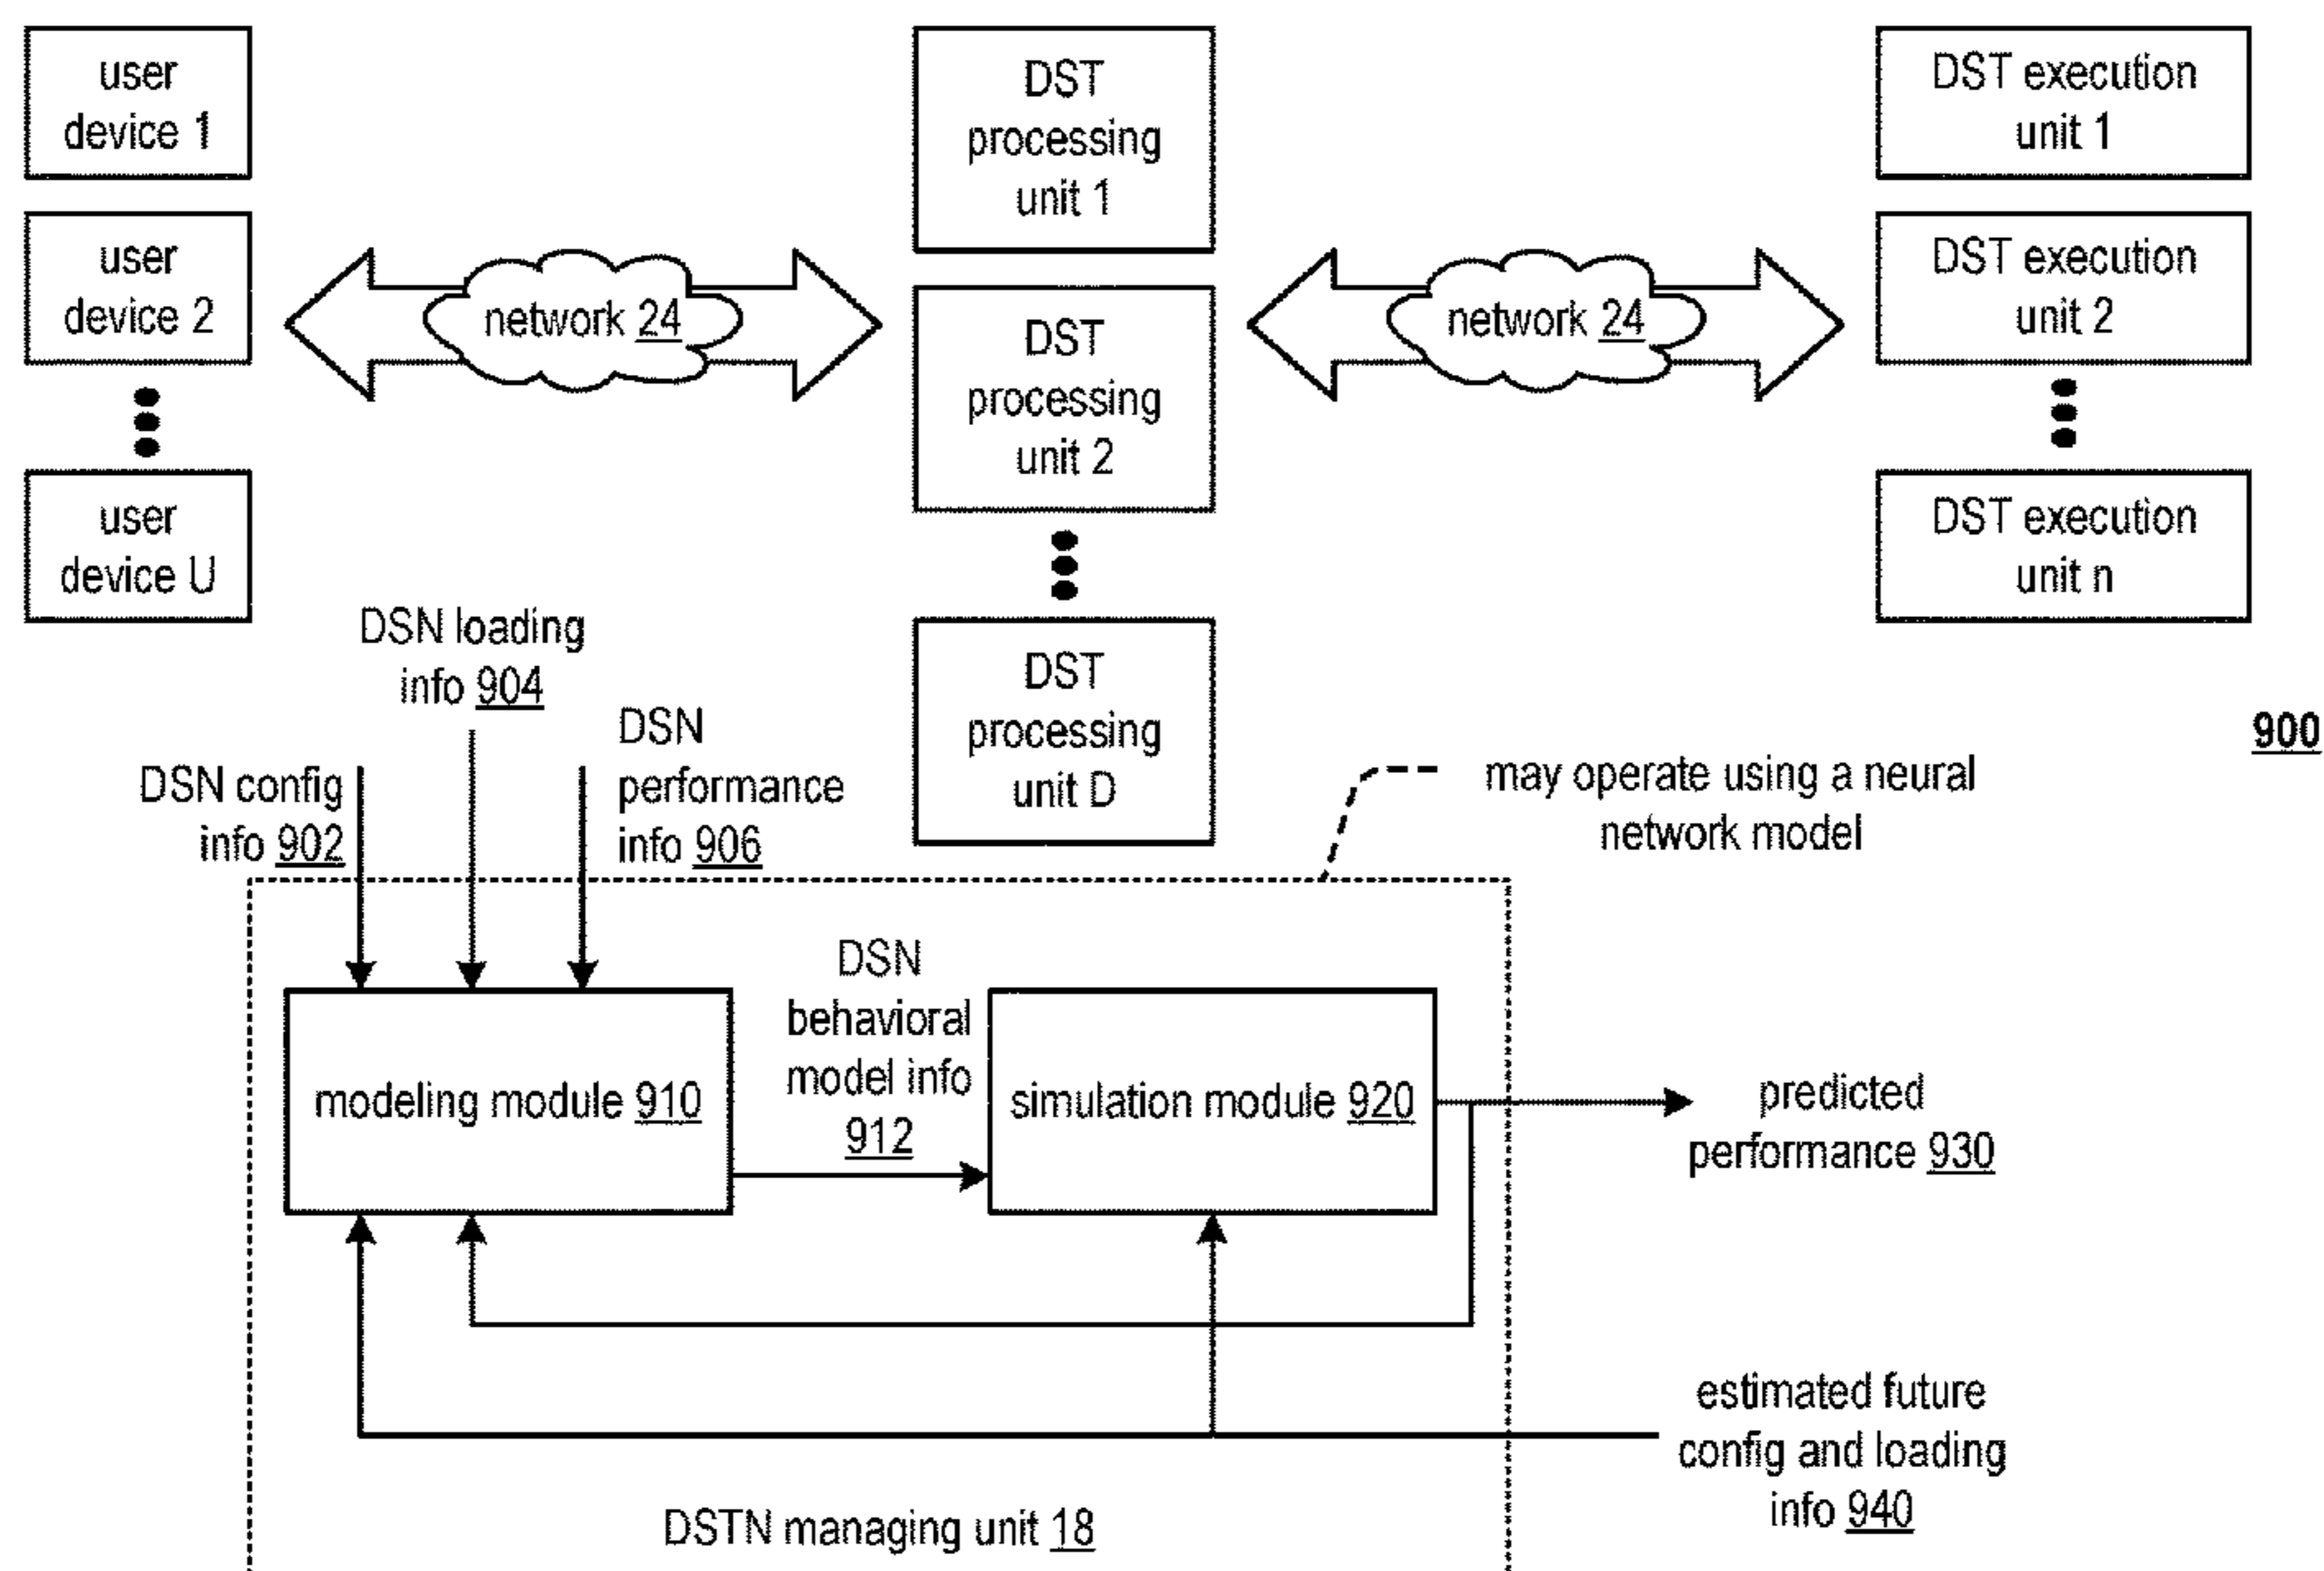 user
device 1
user
device 2
user
device U
network 24
DST
processing
unit 1
DST
processing
unit 2
DST
processing
unit D
network 24
DST execution
unit 1
DST execution
unit 2
DST execution
unit n
900
DSN loading
info 904
DSN config
info 902
DSN
performance
info 906
may operate using a neural
network model
modeling module 910
DSN
behavioral
model info
912
simulation module 920
predicted
performance 930
estimated future
config and loading
info 940
DSTN managing unit 18